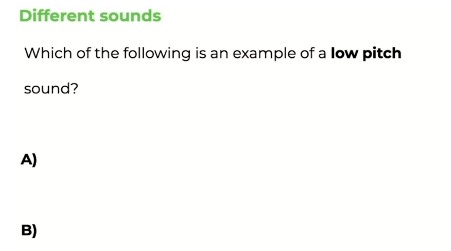 Different sounds
Which of the following is an example of a low pitch
sound?
A)
B)